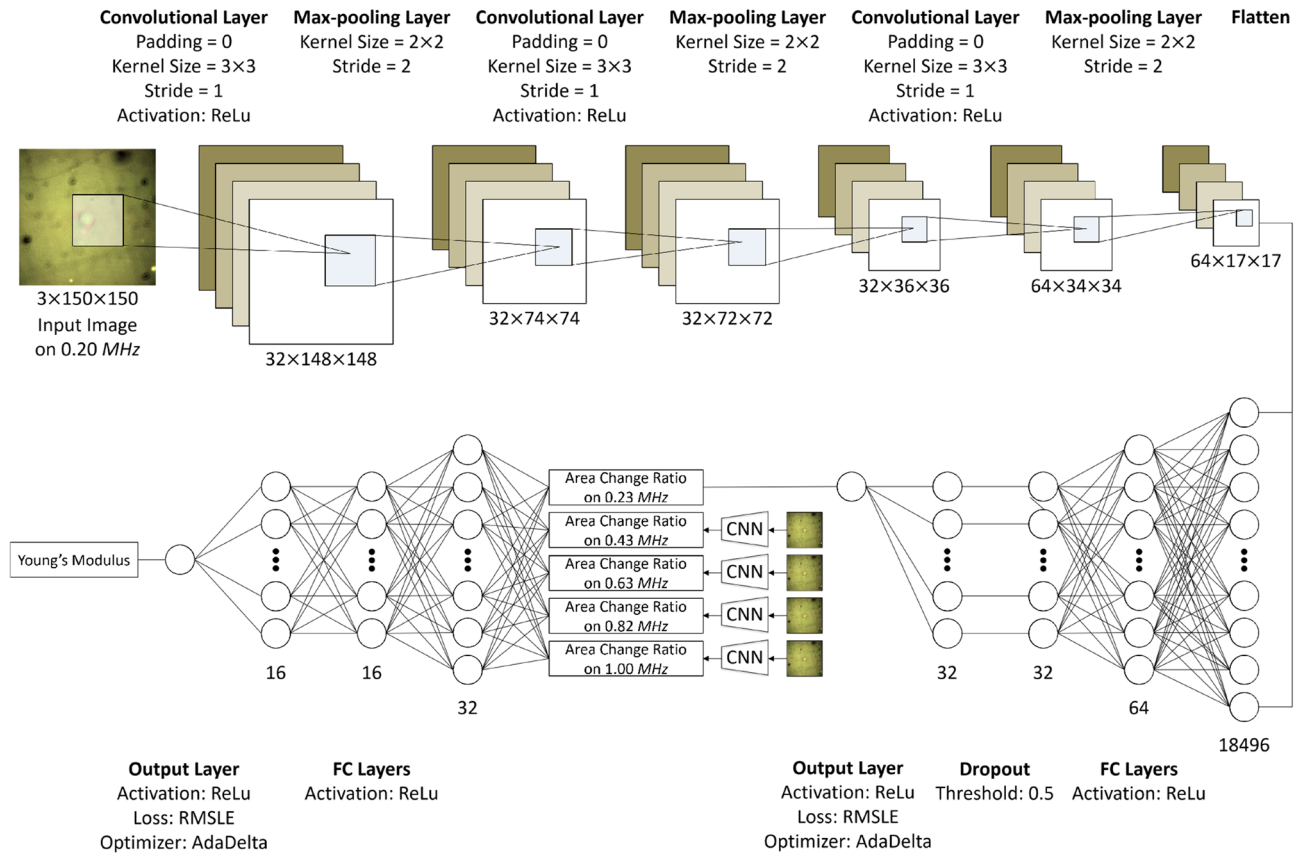 Convolutional Layer
Padding = 0
Kernel Size = 3×3
Stride = 1
Activation: ReLu
Max-pooling Layer
Kernel Size = 2×2
Stride = 2
Convolutional Layer
Padding = 0
Kernel Size = 3×3
Stride = 1
Activation: ReLu
Max-pooling Layer
Kernel Size = 2×2
Stride = 2
Convolutional Layer
Padding = 0
Kernel Size = 3×3
Stride = 1
Activation: ReLu
Max-pooling Layer
Kernel Size = 2×2
Stride = 2
Flatten
3×150×150
Input Image
on 0.20 MHz
32×148×148
32×74×74
32×72×72
32×36×36
64×34×34
64×17×17
Young's Modulus
16
16
32
Area Change Ratio
on 0.23 MHz
Area Change Ratio
on 0.43 MHz
CNN
Area Change Ratio
on 0.63 MHz
CNN
Area Change Ratio
on 0.82 MHz
CNN
Area Change Ratio
on 1.00 MHz
CNN
32
32
64
18496
Output Layer
Activation: ReLu
Loss: RMSLE
Optimizer: AdaDelta
FC Layers
Activation: ReLu
Output Layer
Activation: ReLu
Loss: RMSLE
Optimizer: AdaDelta
Dropout
Threshold: 0.5
FC Layers
Activation: ReLu